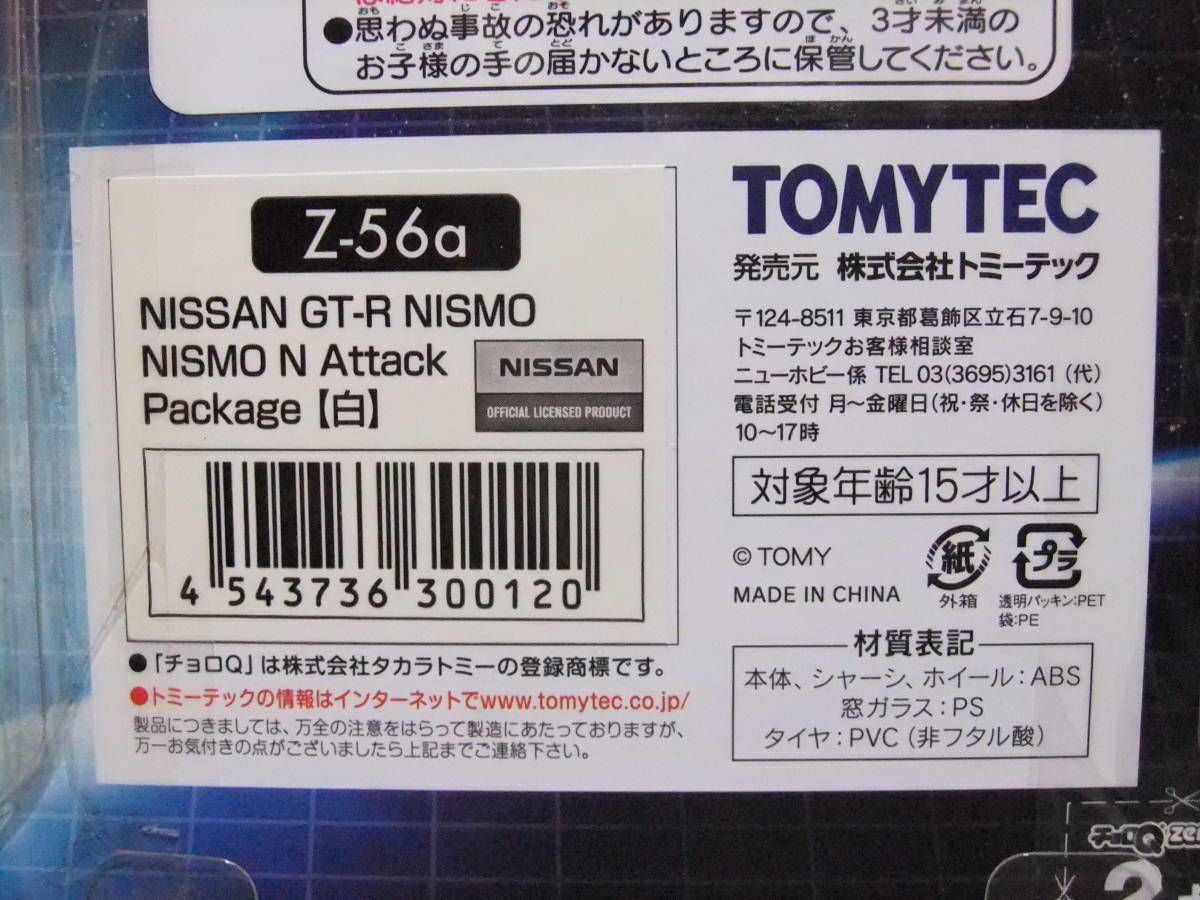 ●思わぬ事故の恐れがありますので、3才未満の
お子様の手の届かないところに保管してください。
Z-56a
NISSAN GT-R NISMO
NISMO N Attack
Package【白】
NISSAN
OFFICIAL LICENSED PRODUCT
4 543736 300120
●「チョロQ」は株式会社タカラトミーの登録商標です。
●トミーテックの情報はインターネットでwww.tomytec.co.jp/
製品につきましては、万全の注意をはらって製造にあたっておりますが、
万一お気付きの点がございましたら上記までご連絡下さい。
TOMYTEC
発売元 株式会社トミーテック
〒124-8511 東京都葛飾区立石7-9-10
トミーテックお客様相談室
ニューホビー係 TEL 03(3695)3161（代）
電話受付 月〜金曜日（祝・祭・休日を除く）
10〜17時
対象年齢15才以上
© TOMY
MADE IN CHINA
紙
外箱
プラ
透明パッキン:PET
袋:PE
材質表記
本体、シャーシ、ホイール:ABS
窓ガラス:PS
タイヤ:PVC（非フタル酸）
チョロQ